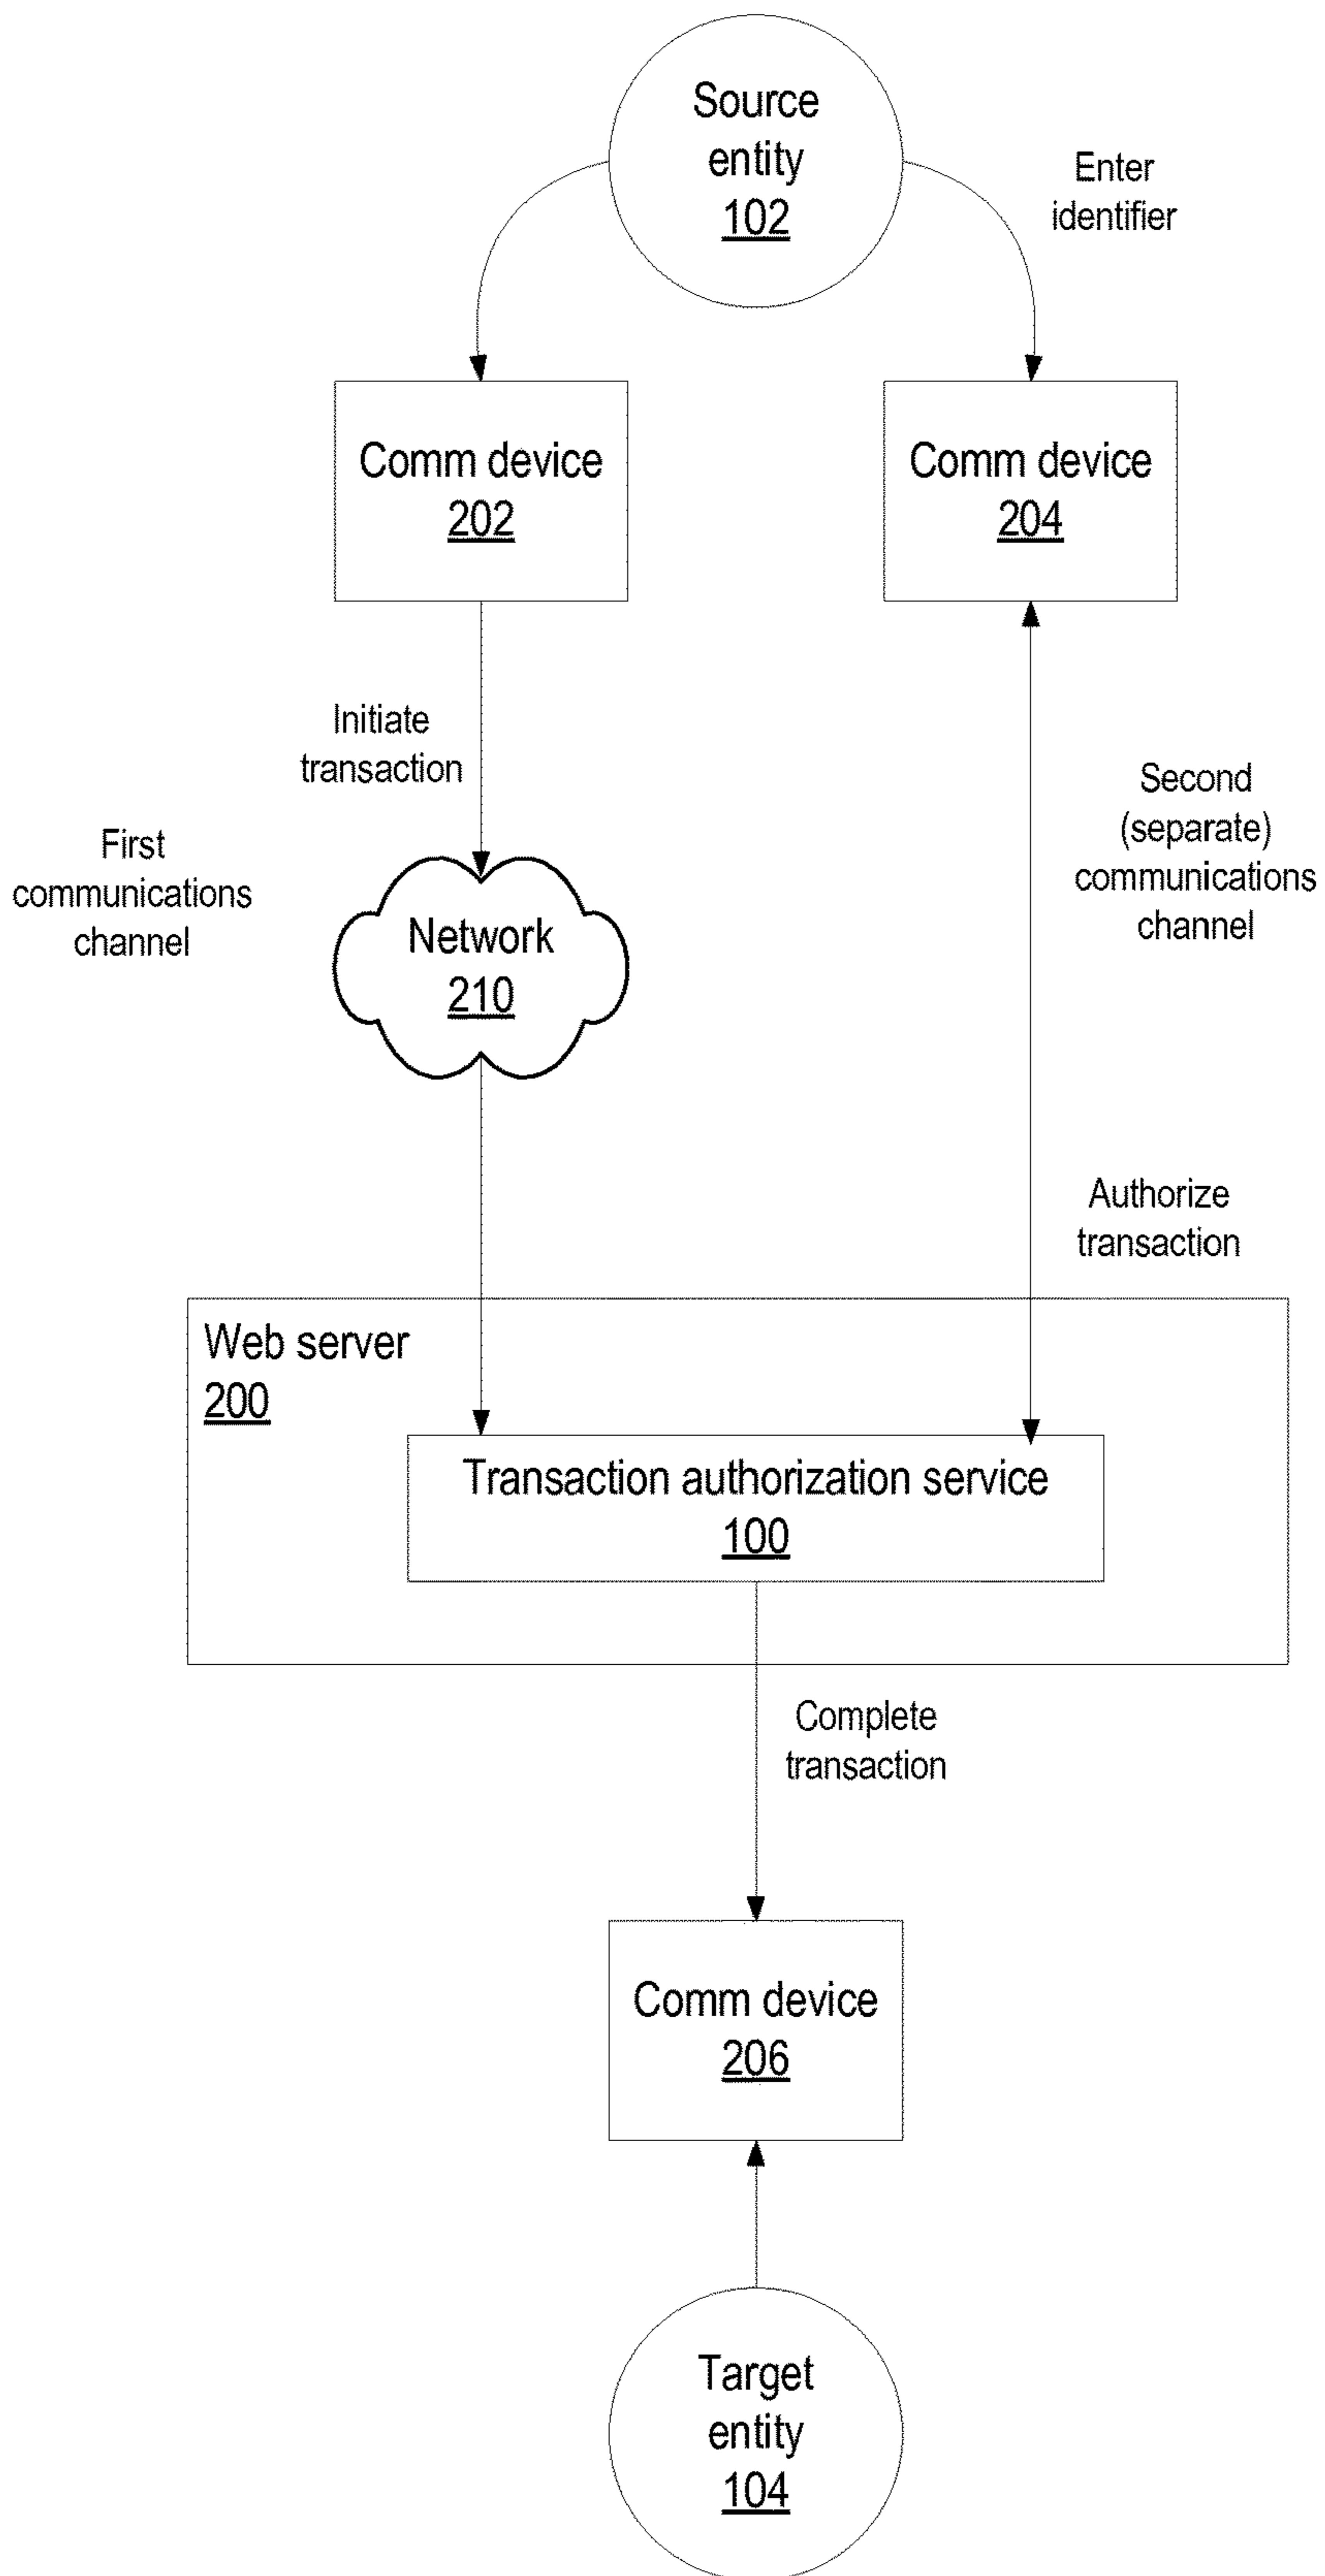 Source
entity
102
Enter
identifier
Comm device
202
Comm device
204
Initiate
transaction
First
communications
channel
Network
210
Second
(separate)
communications
channel
Authorize
transaction
Web server
200
Transaction authorization service
100
Complete
transaction
Comm device
206
Target
entity
104